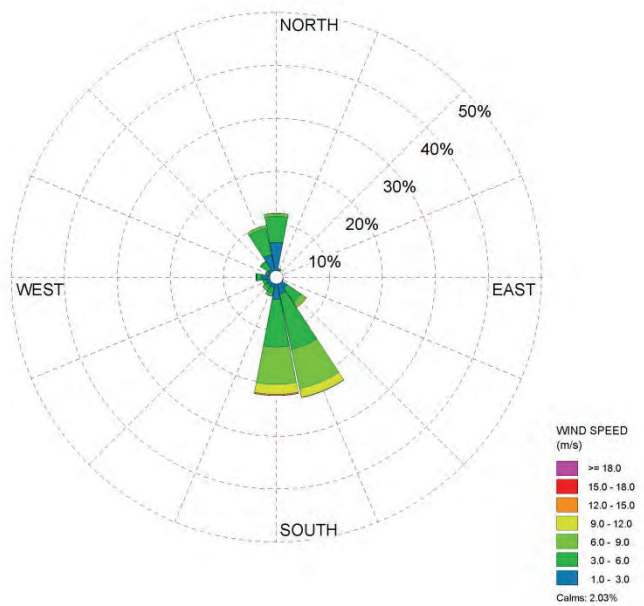 NORTH
50%
40%
30%
20%
10%
WEST
EAST
SOUTH
WIND SPEED
(m/s)
>= 18.0
15.0 - 18.0
12.0 - 15.0
9.0 - 12.0
6.0 - 9.0
3.0 - 6.0
1.0 - 3.0
Calms: 2.03%